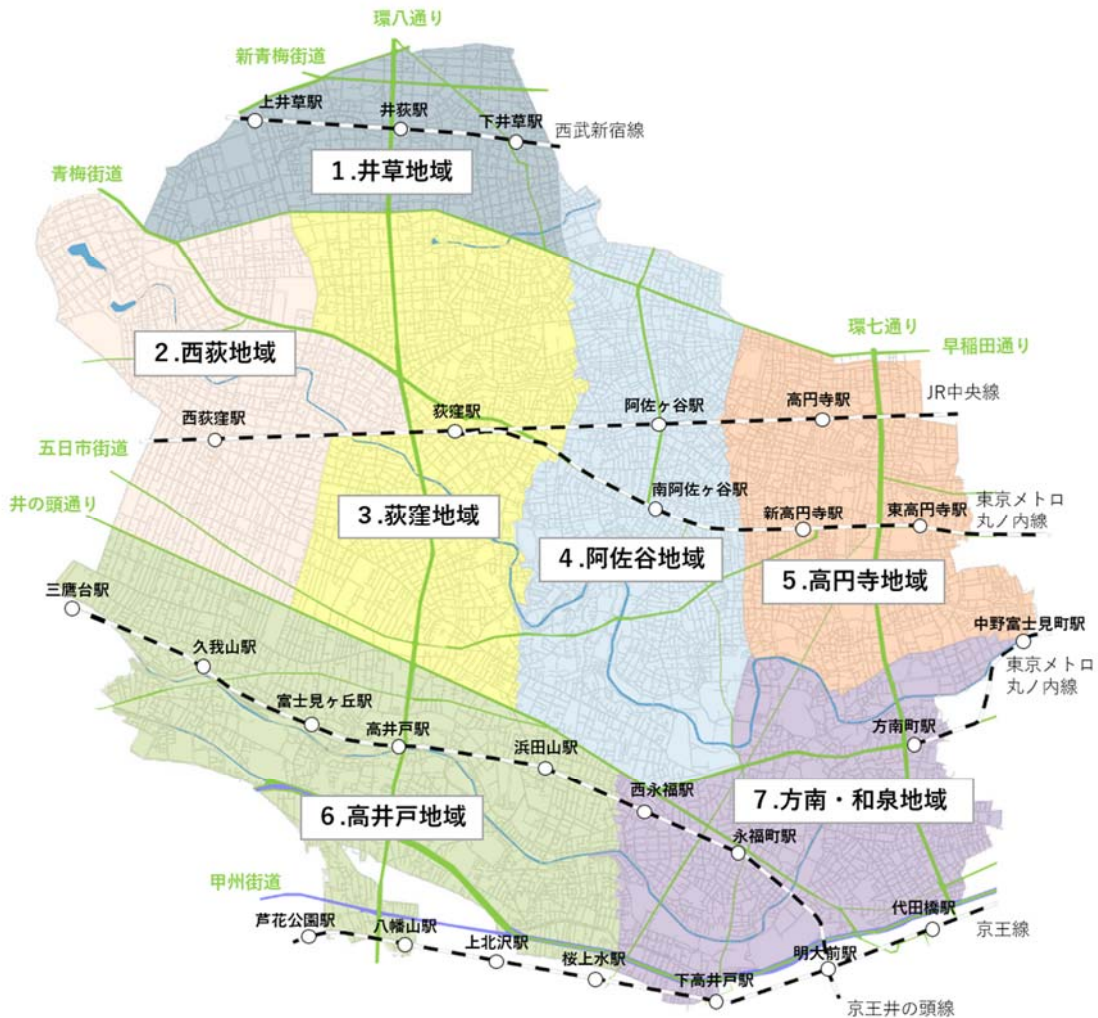 環八通り
新青梅街道
上井草駅
井荻駅
下井草駅
西武新宿線
1.井草地域
青梅街道
2.西荻地域
環七通り
早稲田通り
JR中央線
西荻窪駅
荻窪駅
阿佐ヶ谷駅
高円寺駅
五日市街道
井の頭通り
3.荻窪地域
南阿佐ヶ谷駅
新高円寺駅
東高円寺駅
東京メトロ
丸ノ内線
4.阿佐谷地域
5.高円寺地域
三鷹台駅
久我山駅
中野富士見町駅
東京メトロ
丸ノ内線
富士見ヶ丘駅
高井戸駅
浜田山駅
方南町駅
西永福駅
6.高井戸地域
7.方南・和泉地域
永福町駅
甲州街道
芦花公園駅
八幡山駅
上北沢駅
桜上水駅
下高井戸駅
明大前駅
代田橋駅
京王線
京王井の頭線